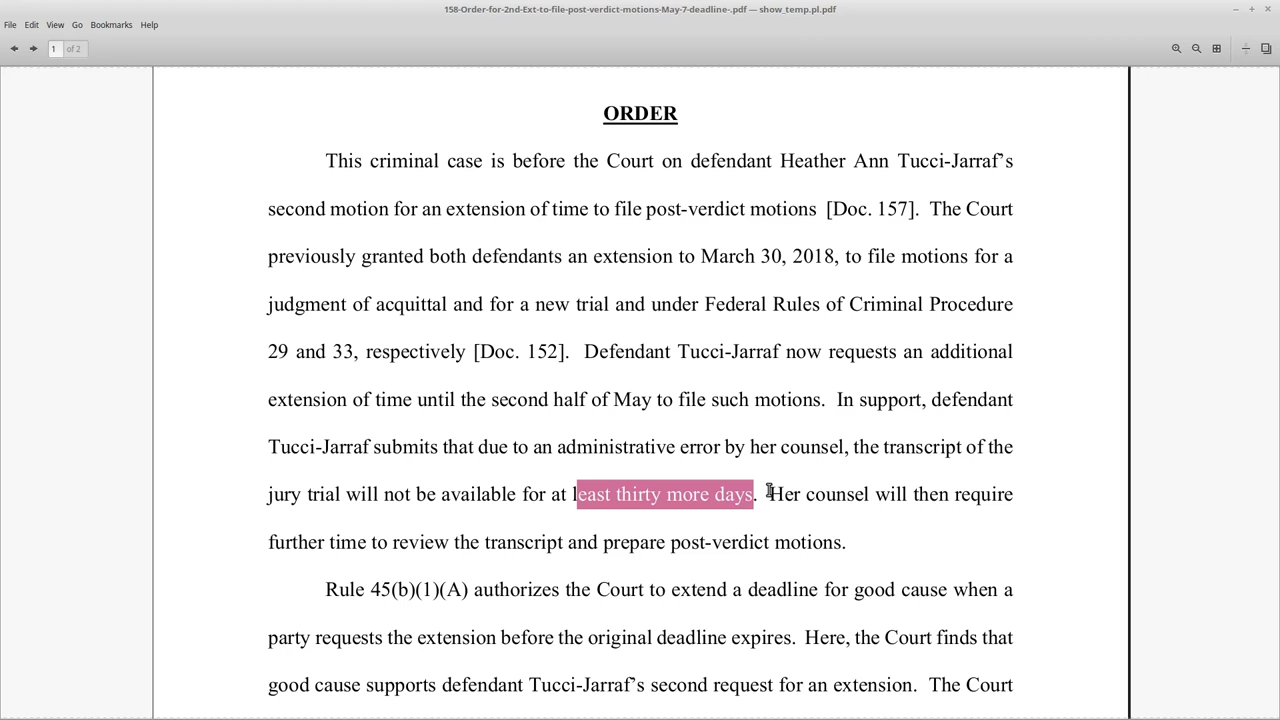 158-Order-for-2nd-Ext-to-file-post-verdict-motions-May-7-deadline-.pdf — show_temp.pl.pdf
File Edit View Go Bookmarks Help
1 of 2
ORDER
This criminal case is before the Court on defendant Heather Ann Tucci-Jarraf’s
second motion for an extension of time to file post-verdict motions [Doc. 157]. The Court
previously granted both defendants an extension to March 30, 2018, to file motions for a
judgment of acquittal and for a new trial and under Federal Rules of Criminal Procedure
29 and 33, respectively [Doc. 152]. Defendant Tucci-Jarraf now requests an additional
extension of time until the second half of May to file such motions. In support, defendant
Tucci-Jarraf submits that due to an administrative error by her counsel, the transcript of the
jury trial will not be available for at least thirty more days. Her counsel will then require
further time to review the transcript and prepare post-verdict motions.
Rule 45(b)(1)(A) authorizes the Court to extend a deadline for good cause when a
party requests the extension before the original deadline expires. Here, the Court finds that
good cause supports defendant Tucci-Jarraf’s second request for an extension. The Court